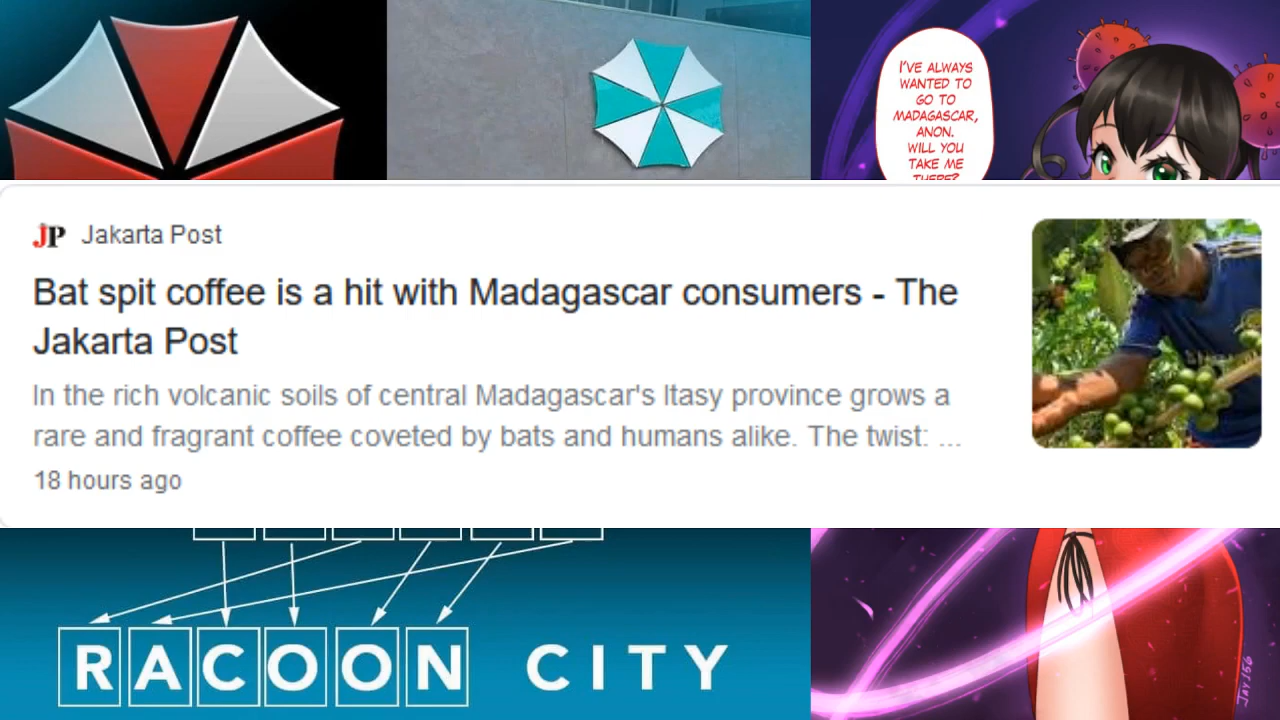 I'VE ALWAYS
WANTED TO
GO TO
MADAGASCAR,
ANON.
WILL YOU
TAKE ME
THERE?
JP Jakarta Post
Bat spit coffee is a hit with Madagascar consumers - The
Jakarta Post
In the rich volcanic soils of central Madagascar's Itasy province grows a
rare and fragrant coffee coveted by bats and humans alike. The twist: ...
18 hours ago
RACOON CITY
JAY156